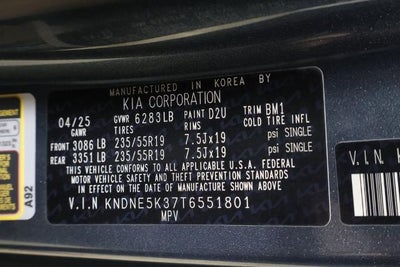 MANUFACTURED IN KOREA BY
KIA CORPORATION
04/25 GVWR 6283LB PAINT D2U TRIM BM1
GAWR TIRES RIMS COLD TIRE INFL
FRONT 3086 LB 235/55R19 7.5Jx19 psi SINGLE
REAR 3351 LB 235/55R19 7.5Jx19 psi SINGLE
THIS VEHICLE CONFORMS TO ALL APPLICABLE U.S.A. FEDERAL
MOTOR VEHICLE SAFETY AND THEFT PREVENTION STANDARDS
IN EFFECT ON THE DATE OF MANUFACTURE SHOWN ABOVE
V.I.N KNDNE5K37T6551801
MPV
A92
V.I.N. K